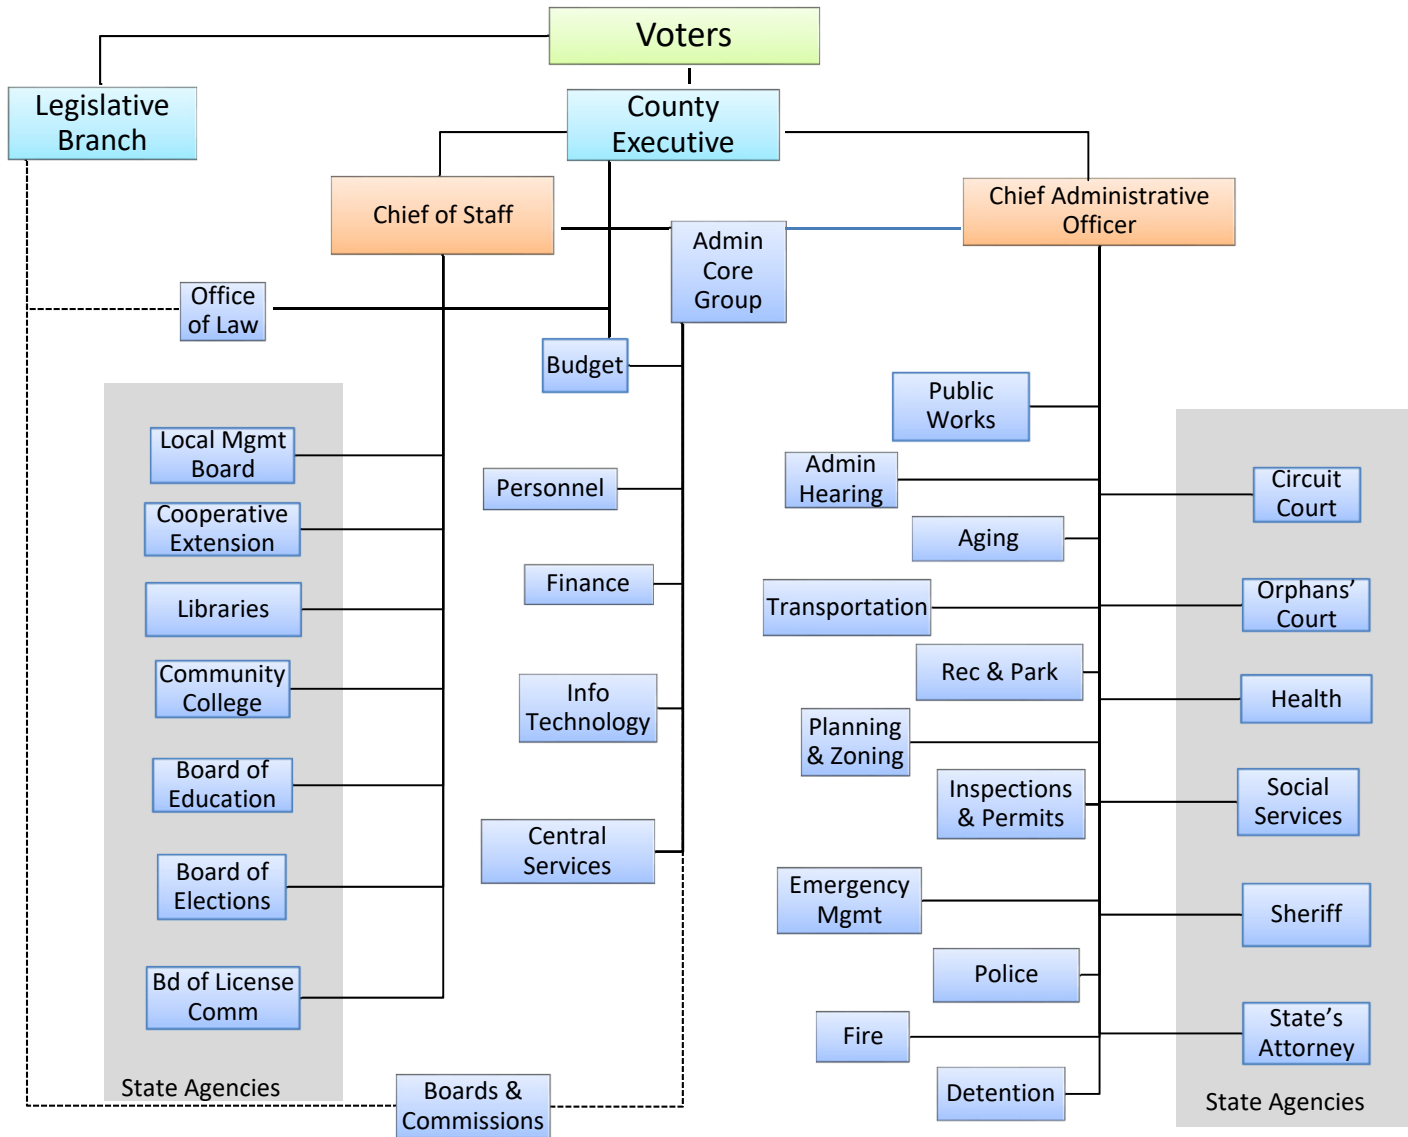 Voters
Legislative
Branch
County
Executive
Chief of Staff
Chief Administrative
Officer
Admin
Core
Group
Office
of Law
Budget
Public
Works
Local Mgmt
Board
Admin
Hearing
Personnel
Circuit
Court
Cooperative
Extension
Aging
Finance
Libraries
Transportation
Orphans’
Court
Community
College
Info
Technology
Rec & Park
Health
Planning
& Zoning
Board of
Education
Inspections
& Permits
Social
Services
Central
Services
Board of
Elections
Emergency
Mgmt
Sheriff
Police
Bd of License
Comm
Fire
State’s
Attorney
State Agencies
Boards &
Commissions
Detention
State Agencies